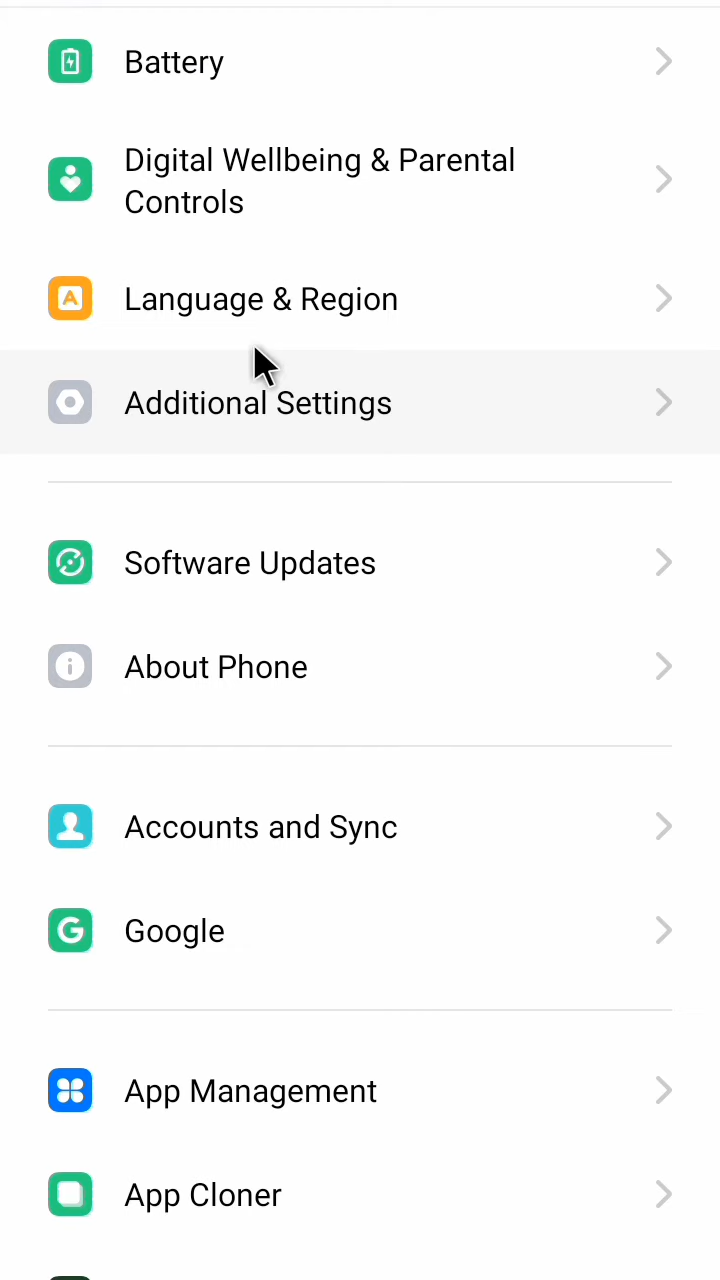 Battery
Digital Wellbeing & Parental
Controls
Language & Region
Additional Settings
Software Updates
About Phone
Accounts and Sync
Google
App Management
App Cloner